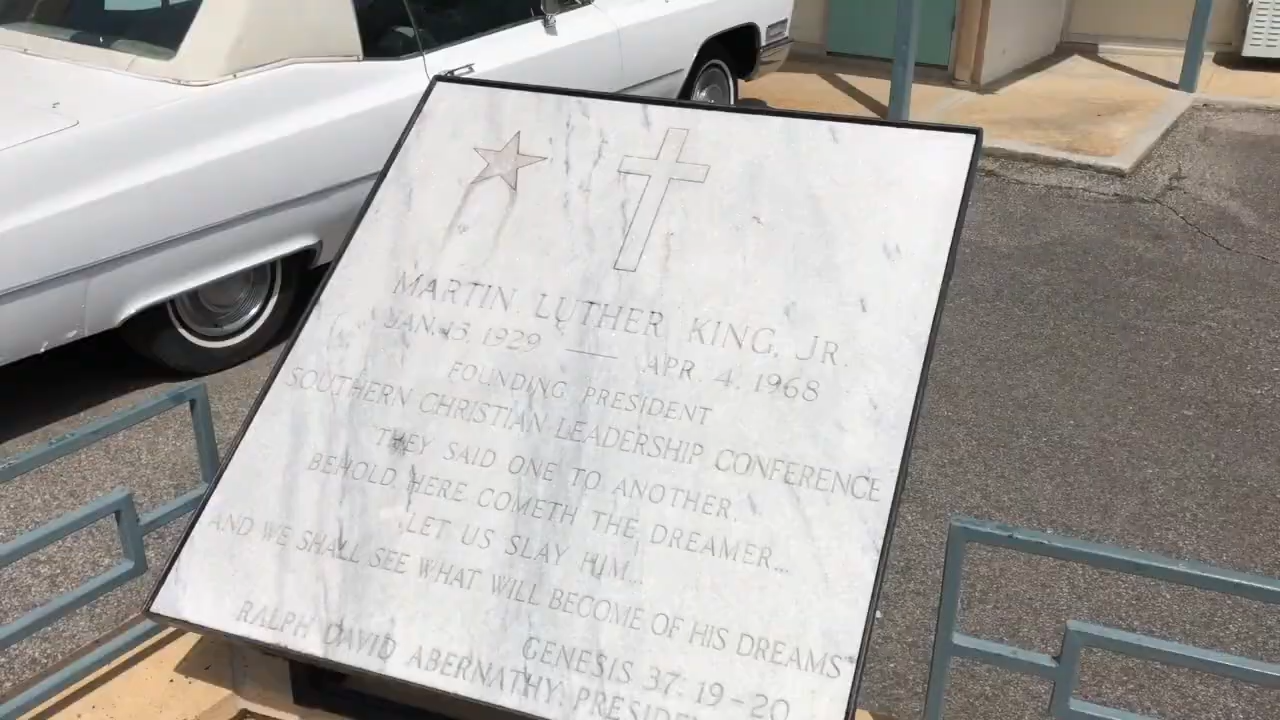 MARTIN LUTHER KING, JR.
JAN. 15, 1929 — APR. 4, 1968
FOUNDING PRESIDENT
SOUTHERN CHRISTIAN LEADERSHIP CONFERENCE
"THEY SAID ONE TO ANOTHER,
BEHOLD, HERE COMETH THE DREAMER...
LET US SLAY HIM...
AND WE SHALL SEE WHAT WILL BECOME OF HIS DREAMS"
GENESIS 37: 19-20
RALPH DAVID ABERNATHY, PRESIDEN